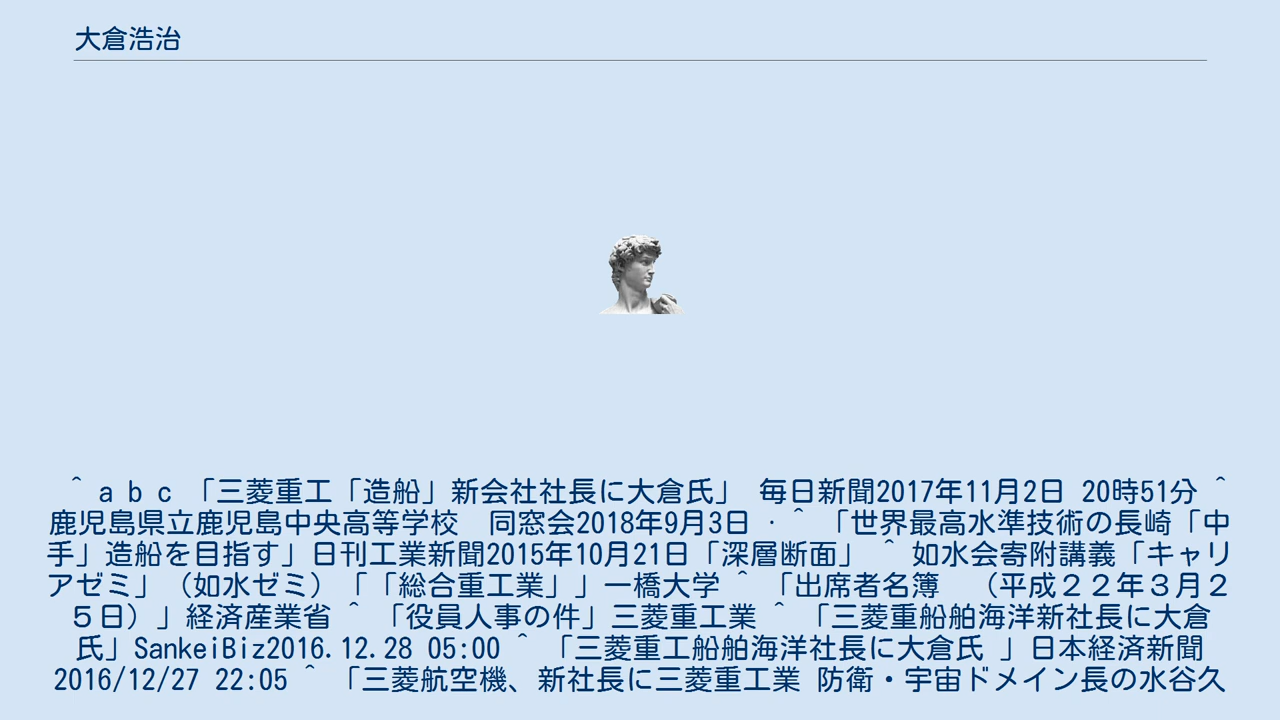 大倉浩治
^ a b c 「三菱重工「造船」新会社社長に大倉氏」 毎日新聞2017年11月2日 20時51分 ^
鹿児島県立鹿児島中央高等学校　同窓会2018年9月3日 · ^ 「世界最高水準技術の長崎「中
手」造船を目指す」日刊工業新聞2015年10月21日「深層断面」 ^ 如水会寄附講義「キャリ
アゼミ」（如水ゼミ）「「総合重工業」」一橋大学 ^ 「出席者名簿　（平成２２年３月２
５日）」経済産業省 ^ 「役員人事の件」三菱重工業 ^ 「三菱重船舶海洋新社長に大倉
氏」SankeiBiz2016.12.28 05:00 ^ 「三菱重工船舶海洋社長に大倉氏 」日本経済新聞
2016/12/27 22:05 ^ 「三菱航空機、新社長に三菱重工業 防衛・宇宙ドメイン長の水谷久